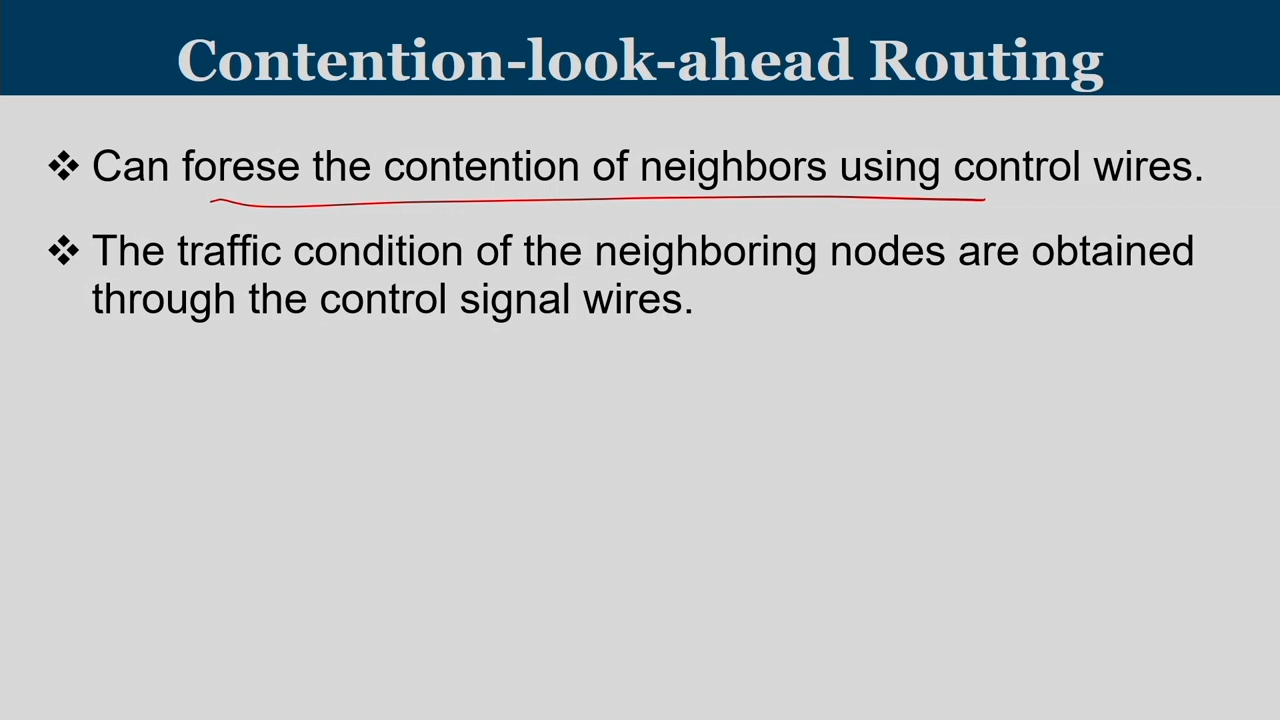 Contention-look-ahead Routing
❖ Can forese the contention of neighbors using control wires.
❖ The traffic condition of the neighboring nodes are obtained
through the control signal wires.